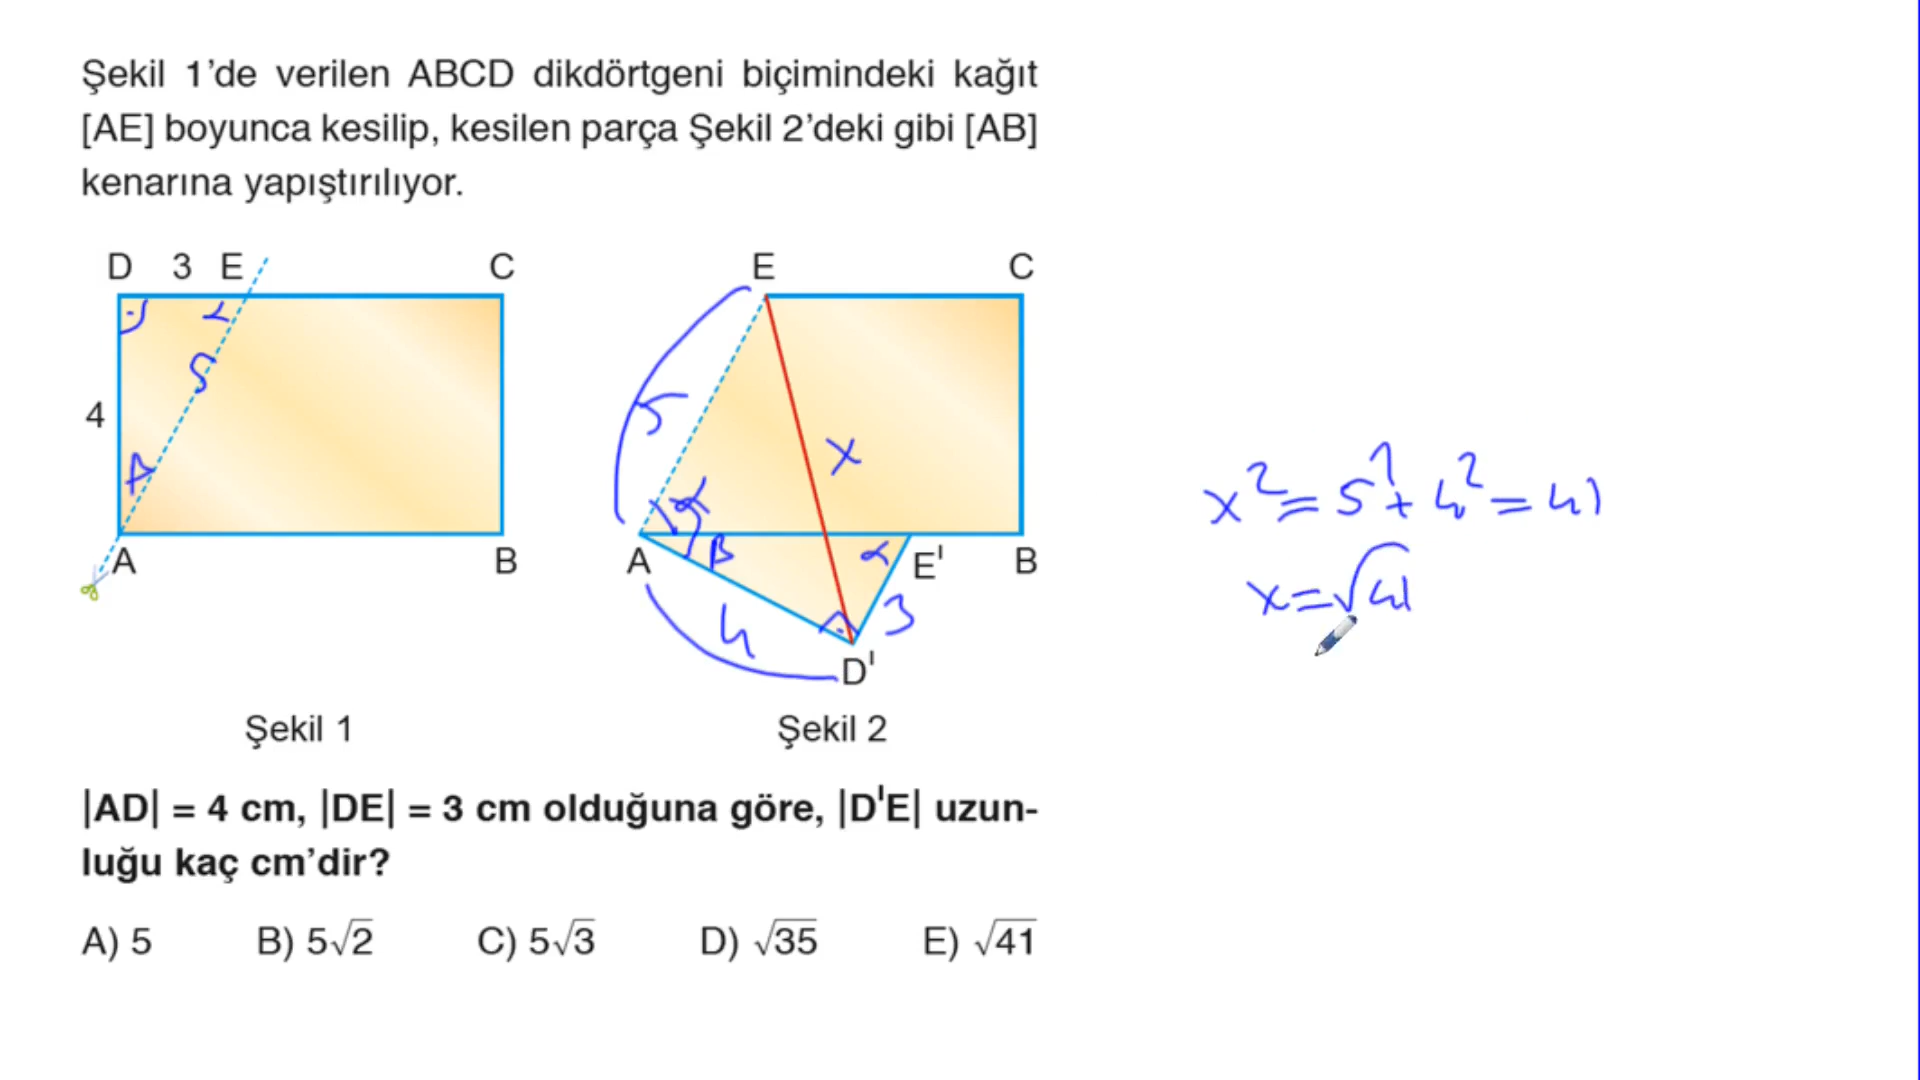 Şekil 1’de verilen ABCD dikdörtgeni biçimindeki kağıt
[AE] boyunca kesilip, kesilen parça Şekil 2’deki gibi [AB]
kenarına yapıştırılıyor.
D 3 E C
E C
5
4
5
x
x² = 5² + 4² = 41
x = √41
A B
A E' B
α
β
α
4
3
D'
Şekil 1
Şekil 2
|AD| = 4 cm, |DE| = 3 cm olduğuna göre, |D'E| uzun-
luğu kaç cm’dir?
A) 5 B) 5√2 C) 5√3 D) √35 E) √41